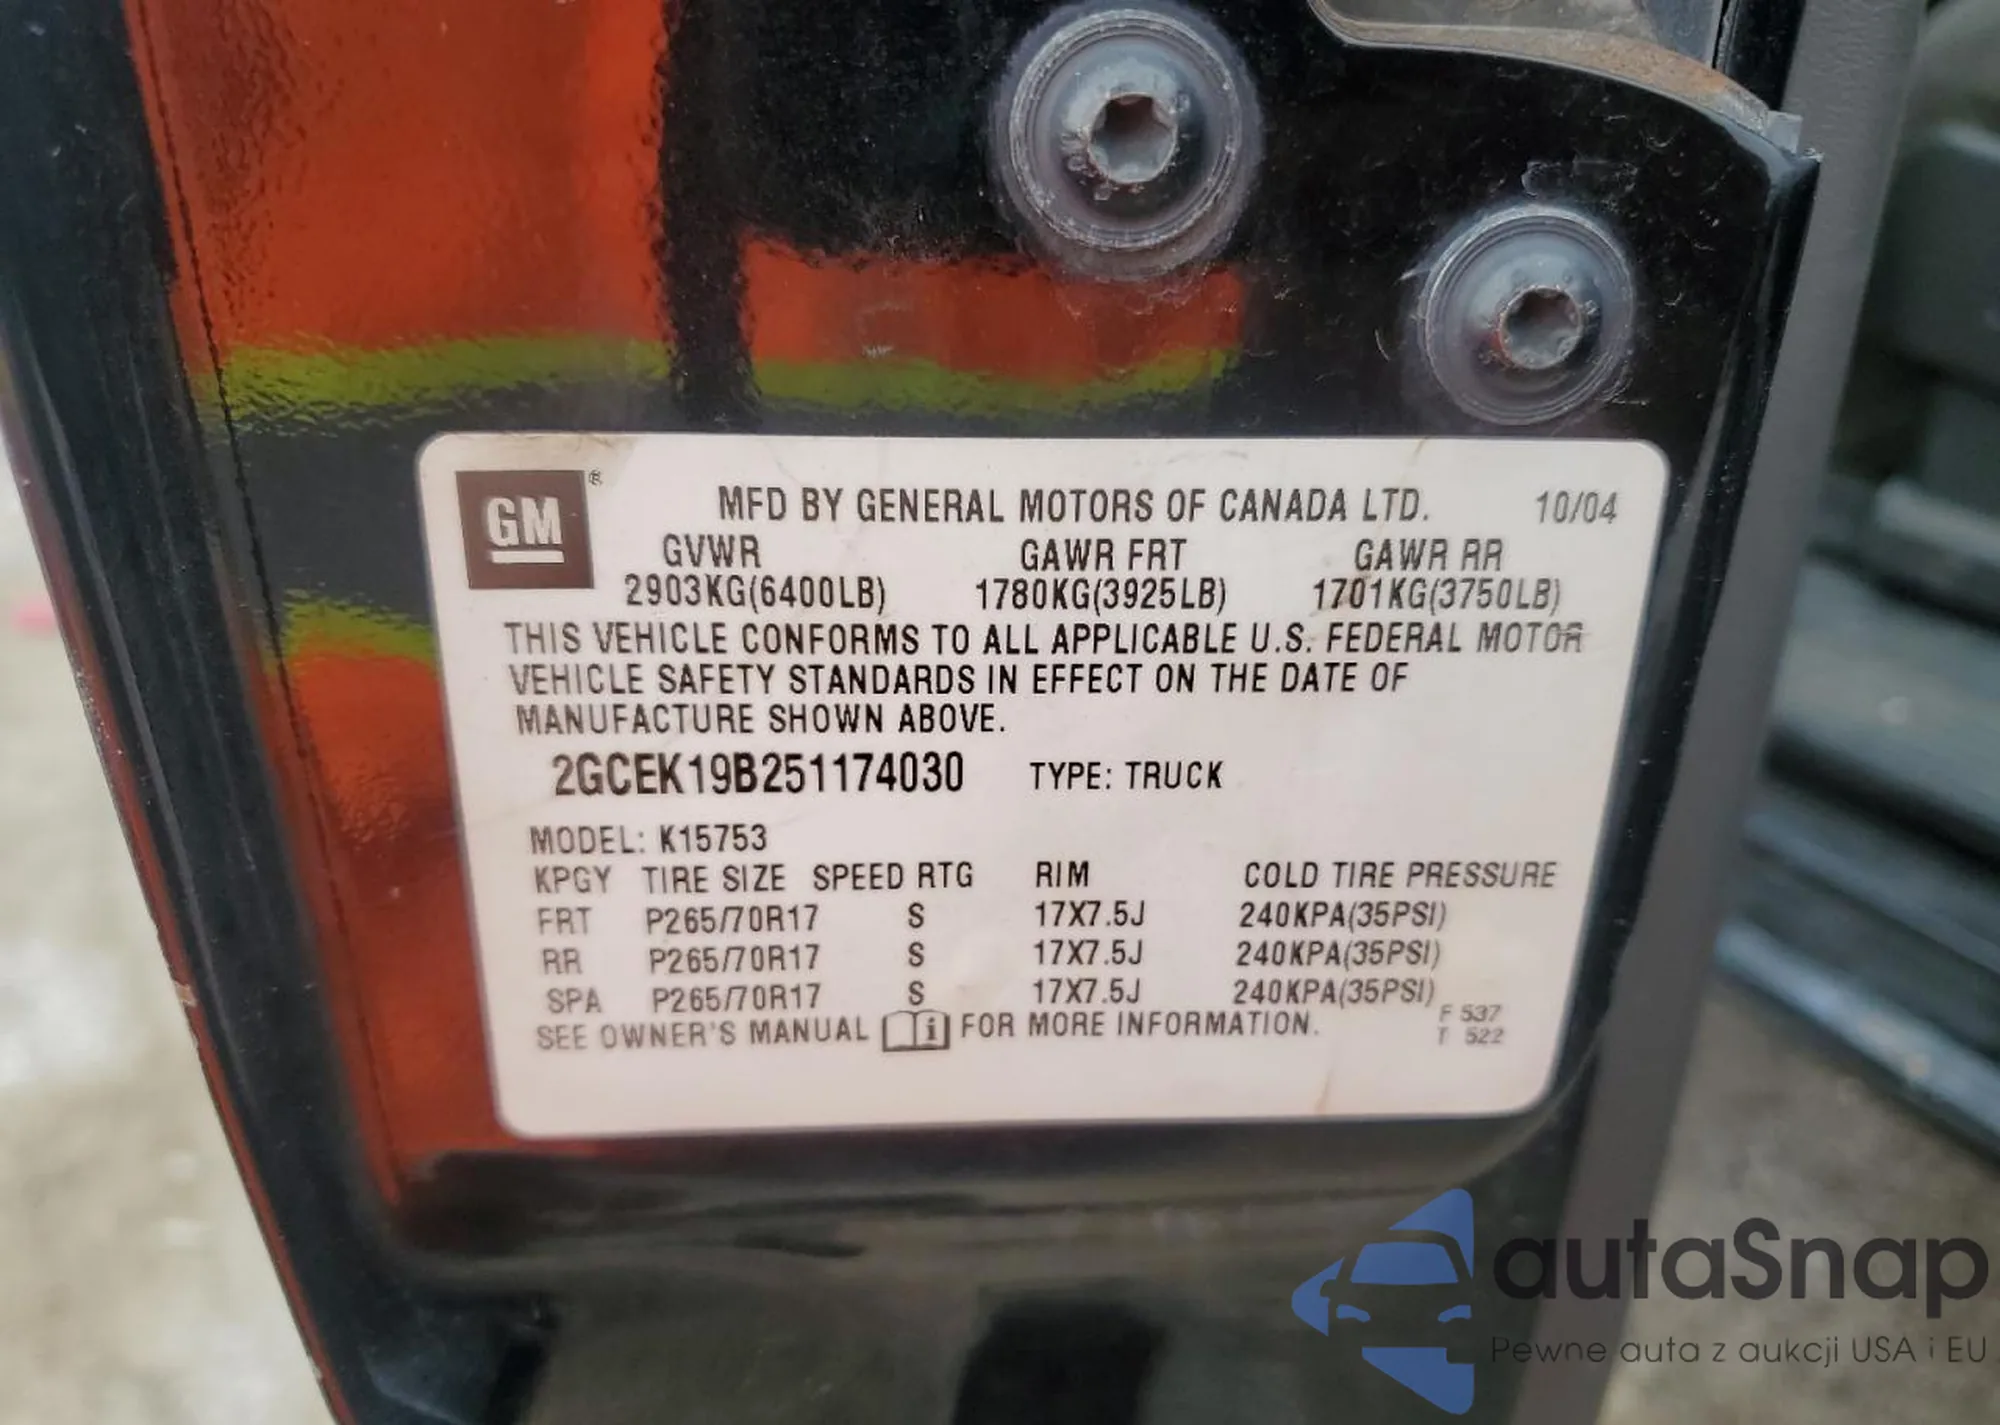 GM ®
MFD BY GENERAL MOTORS OF CANADA LTD. 10/04
GVWR GAWR FRT GAWR RR
2903KG(6400LB) 1780KG(3925LB) 1701KG(3750LB)
THIS VEHICLE CONFORMS TO ALL APPLICABLE U.S. FEDERAL MOTOR
VEHICLE SAFETY STANDARDS IN EFFECT ON THE DATE OF
MANUFACTURE SHOWN ABOVE.
2GCEK19B251174030 TYPE: TRUCK
MODEL: K15753
KPGY TIRE SIZE SPEED RTG RIM COLD TIRE PRESSURE
FRT P265/70R17 S 17X7.5J 240KPA(35PSI)
RR P265/70R17 S 17X7.5J 240KPA(35PSI)
SPA P265/70R17 S 17X7.5J 240KPA(35PSI)
SEE OWNER'S MANUAL i FOR MORE INFORMATION.
F 537
T 522
autaSnap
Pewne auta z aukcji USA i EU